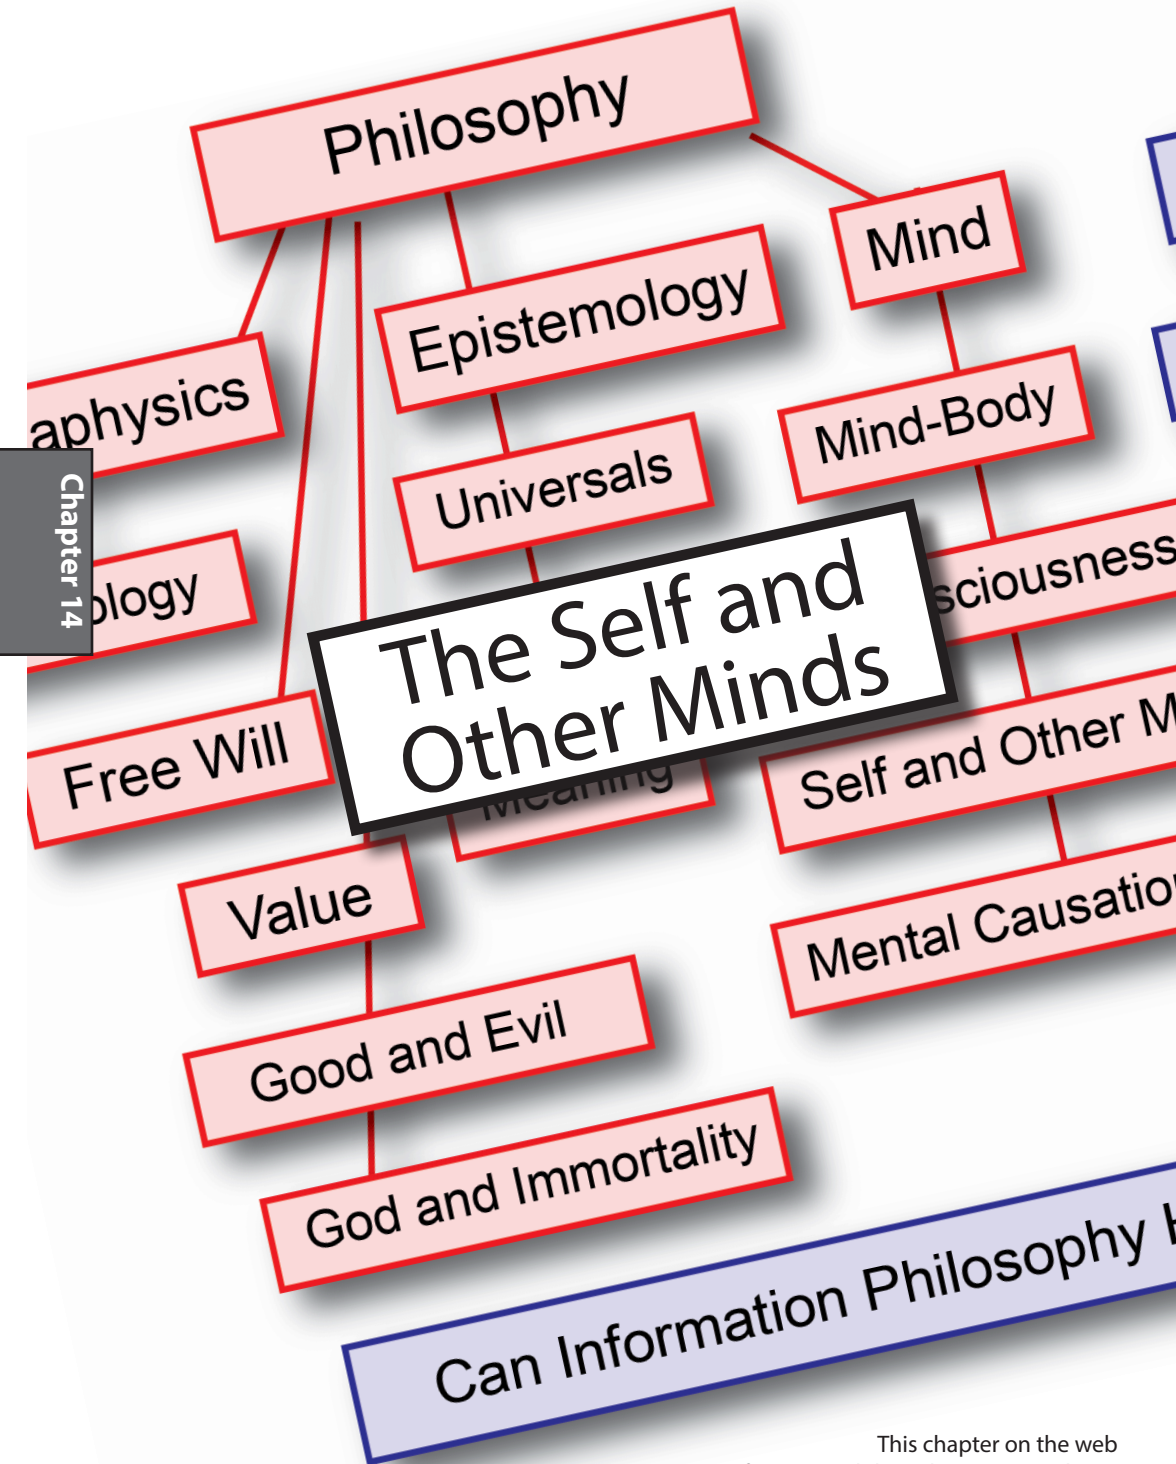 Philosophy
Mind
Epistemology
aphysics
Mind-Body
Universals
Chapter 14
ology
sciousness
The Self and
Other Minds
Self and Other M
Free Will
Meaning
Value
Mental Causatio
Good and Evil
God and Immortality
Can Information Philosophy
This chapter on the web